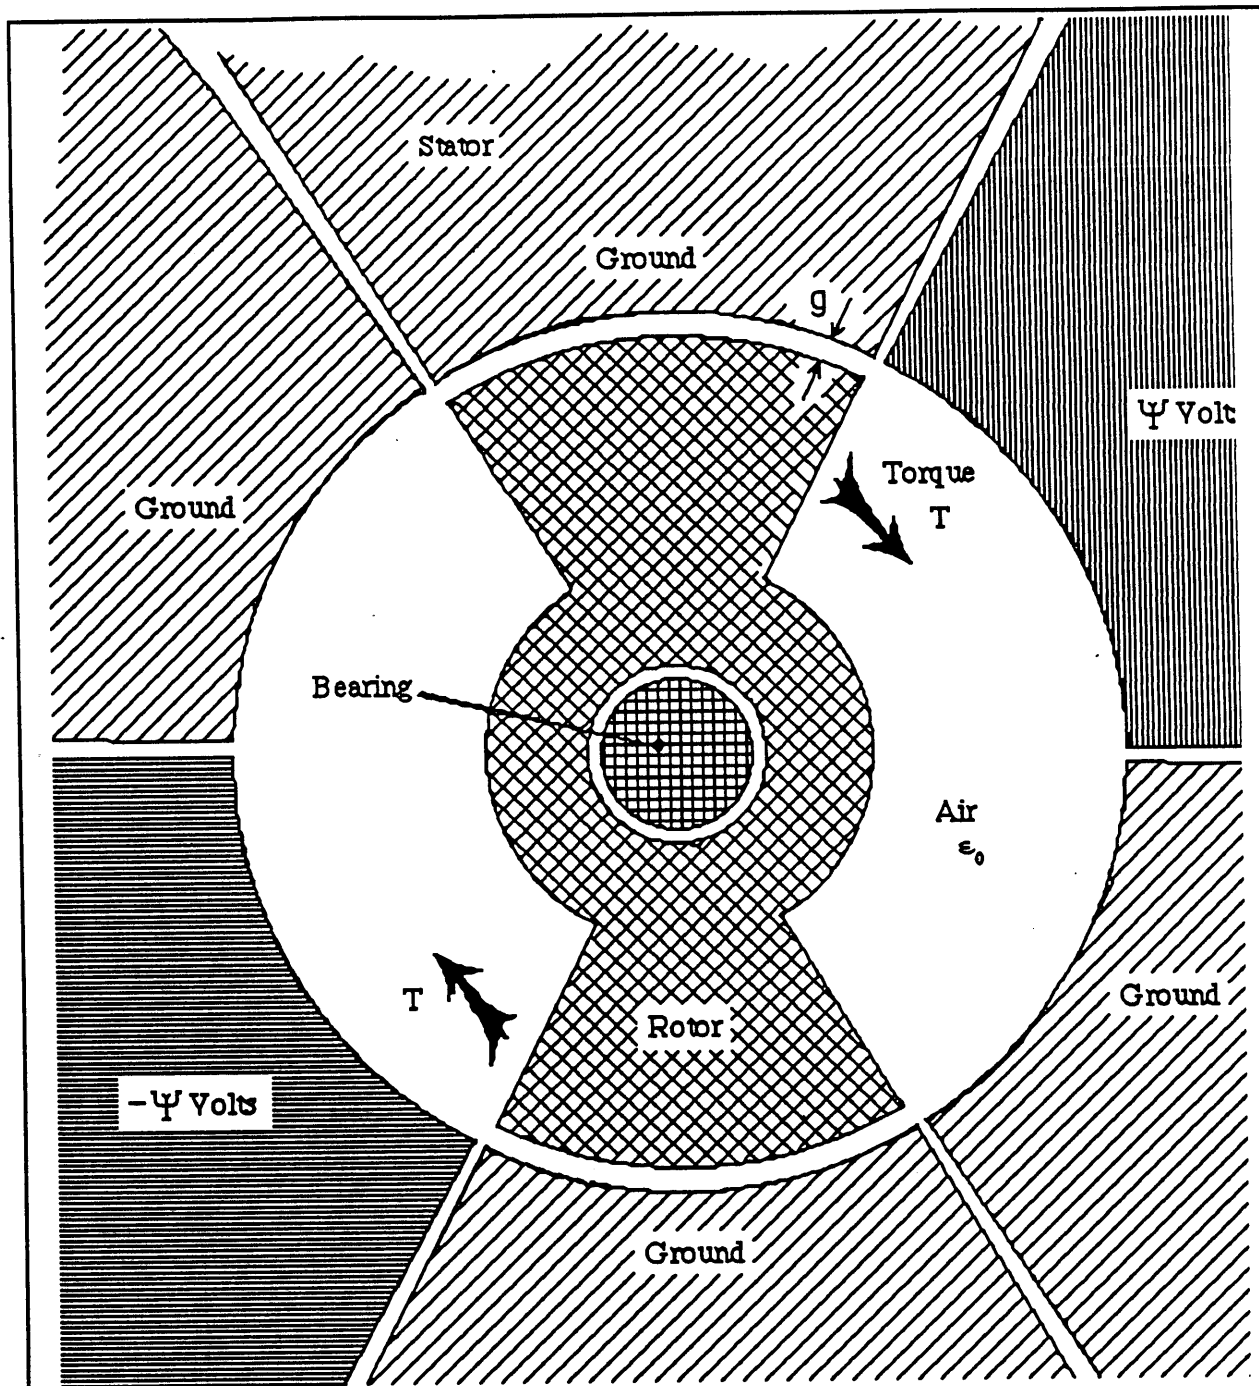 Stator
Ground
g
Ψ Volt
Torque
T
Ground
Bearing
Air
ε₀
Ground
T
Rotor
-Ψ Volts
Ground